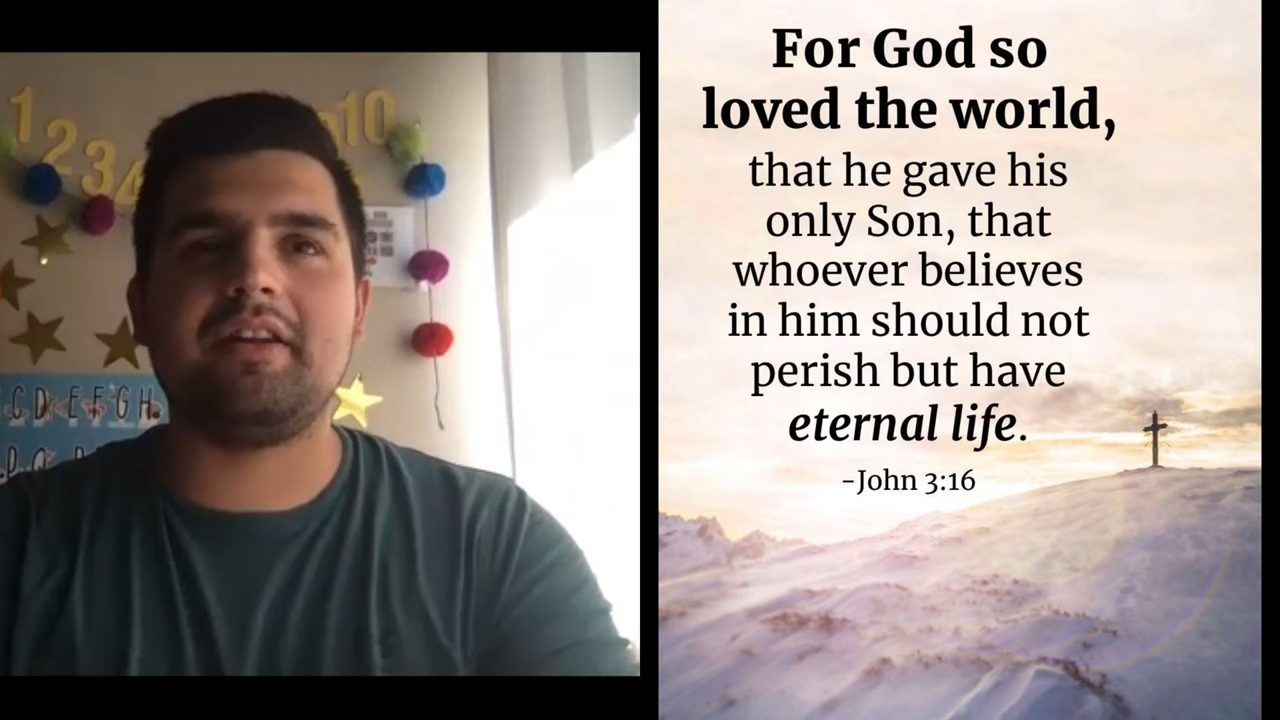 1 2 3 4
10
C D E F G H
P Q
For God so
loved the world,
that he gave his
only Son, that
whoever believes
in him should not
perish but have
eternal life.
-John 3:16